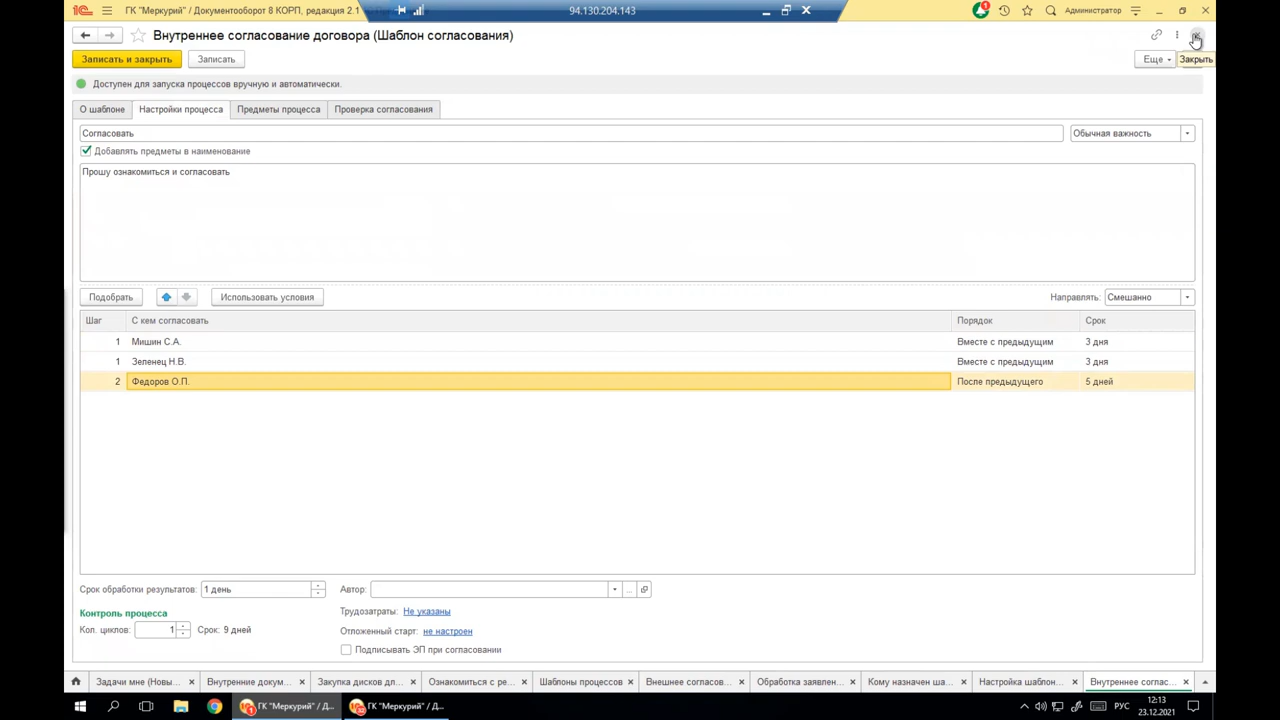 ГК "Меркурий" / Документооборот 8 КОРП, редакция 2.1
94.130.204.143
Администратор
Внутреннее согласование договора (Шаблон согласования)
Записать и закрыть
Записать
Еще
Закрыть
Доступен для запуска процессов вручную и автоматически.
О шаблоне
Настройки процесса
Предметы процесса
Проверка согласования
Согласовать
Обычная важность
Добавлять предметы в наименование
Прошу ознакомиться и согласовать
Подобрать
Использовать условия
Направлять: Смешанно
Шаг С кем согласовать Порядок Срок
1 Мишин С.А. Вместе с предыдущим 3 дня
1 Зеленец Н.В. Вместе с предыдущим 3 дня
2 Федоров О.П. После предыдущего 5 дней
Срок обработки результатов: 1 день
Автор:
Контроль процесса
Трудозатраты: Не указаны
Кол. циклов: 1 Срок: 9 дней
Отложенный старт: не настроен
Подписывать ЭП при согласовании
Задачи мне (Новы...
Внутренние докум...
Закупка дисков дл...
Ознакомиться с ре...
Шаблоны процессов
Внешнее согласов...
Обработка заявлен...
Кому назначен ша...
Настройка шаблон...
Внутреннее соглас...
ГК "Меркурий" / Д...
ГК "Меркурий" / Д...
РУС
12:13
23.12.2021